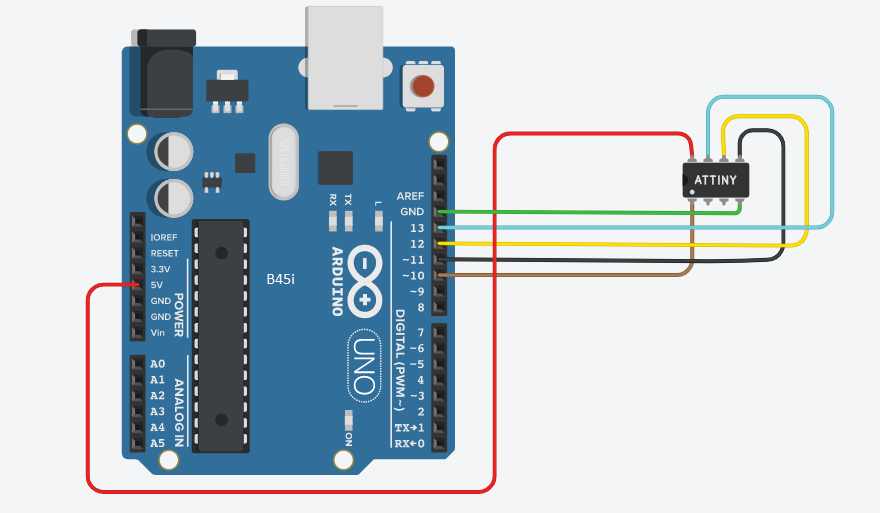 AREF
GND
13
12
~11
~10
~9
8
7
~6
~5
4
~3
2
TX→1
RX←0
IOREF
RESET
3.3V
5V
GND
GND
Vin
A0
A1
A2
A3
A4
A5
POWER
ANALOG IN
RX
TX
L
ARDUINO
UNO
DIGITAL (PWM~)
ON
B45i
ATTINY